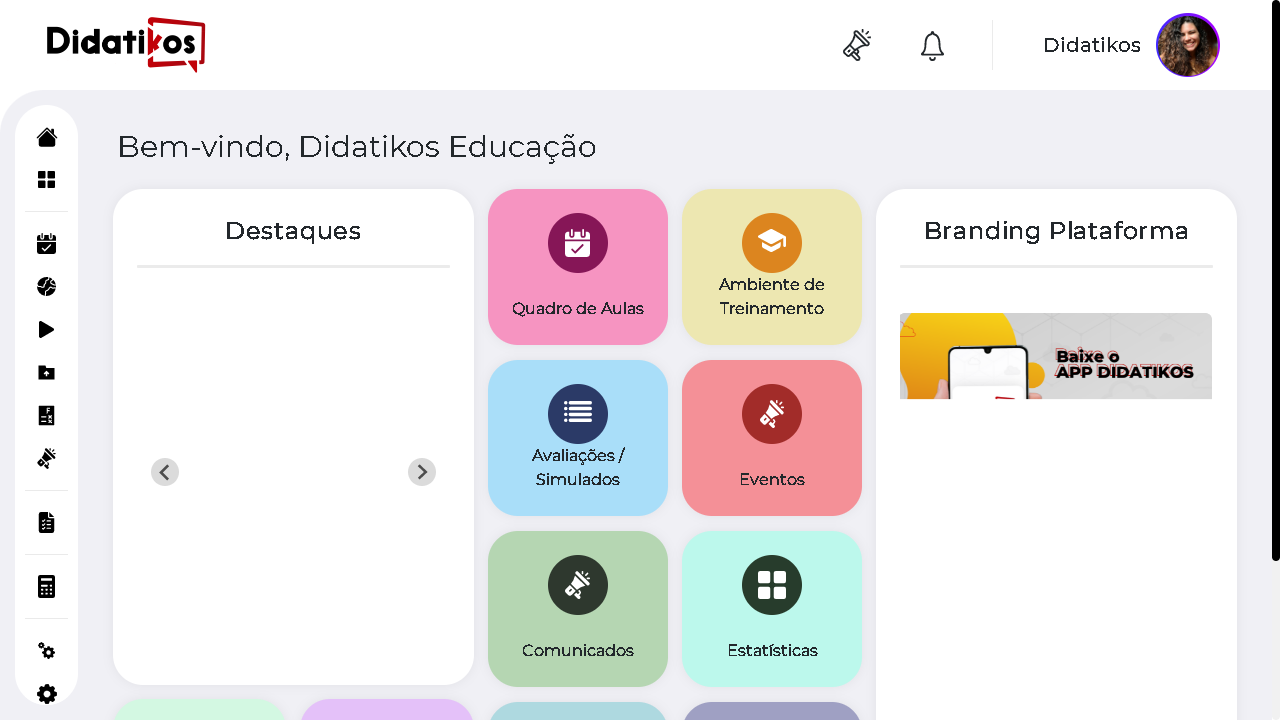 Didatikos
Didatikos
Bem-vindo, Didatikos Educação
Destaques
Quadro de Aulas
Ambiente de
Treinamento
Branding Plataforma
Baixe o
APP DIDATIKOS
Avaliações /
Simulados
Eventos
Comunicados
Estatísticas